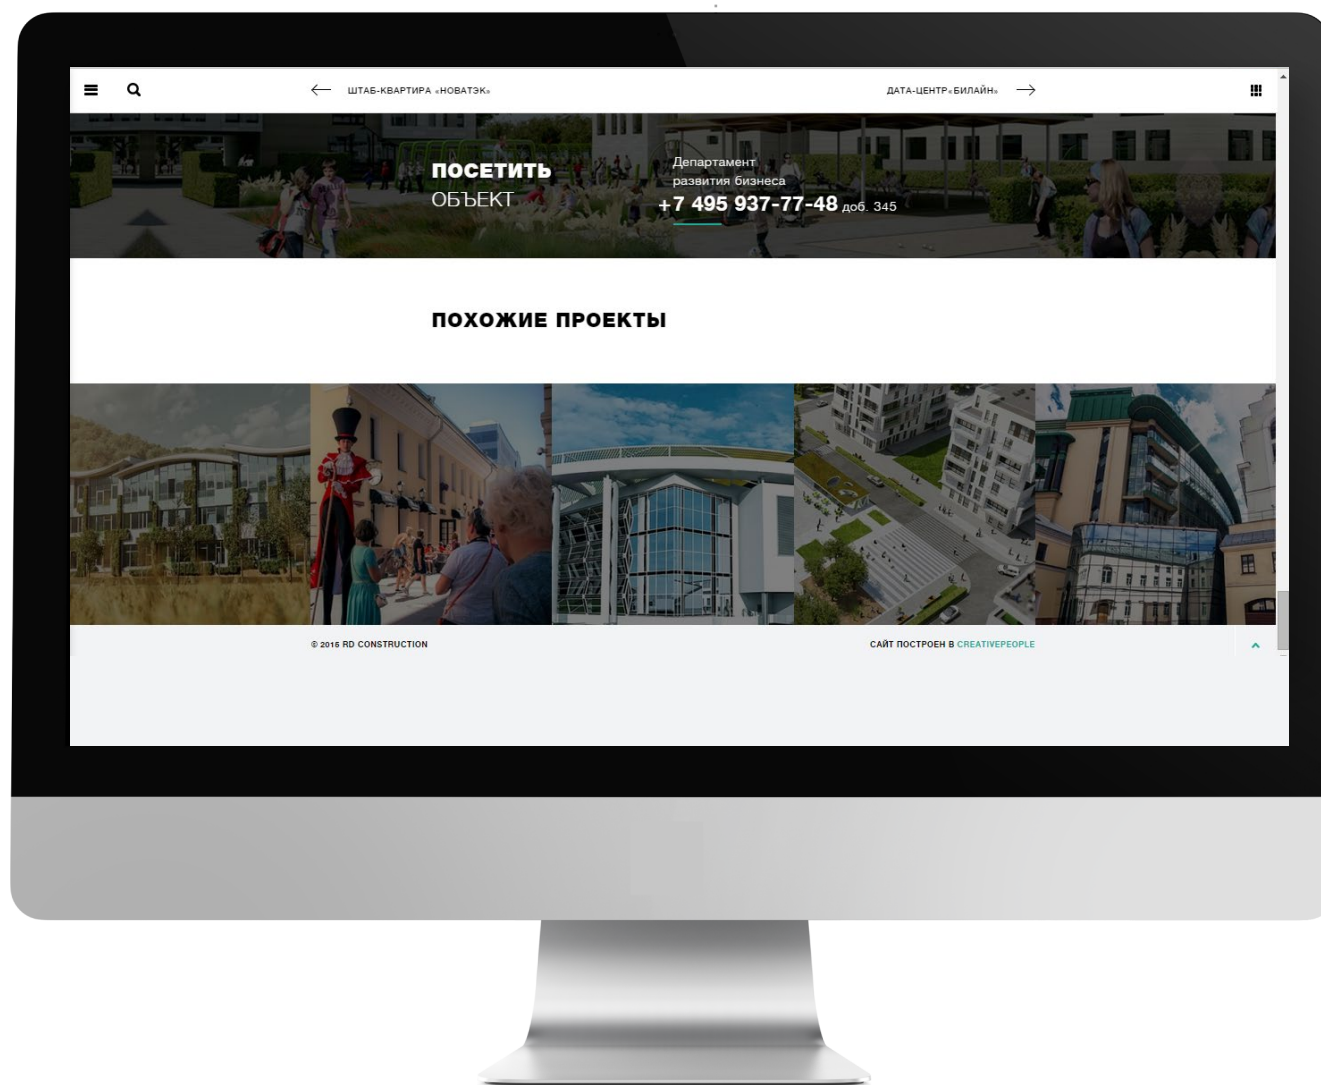 ШТАБ-КВАРТИРА «НОВАТЭК»
ДАТА-ЦЕНТР«БИЛАЙН»
ПОСЕТИТЬ
ОБЪЕКТ
Департамент
развития бизнеса
+7 495 937-77-48 доб. 345
ПОХОЖИЕ ПРОЕКТЫ
© 2015 RD CONSTRUCTION
САЙТ ПОСТРОЕН В CREATIVEPEOPLE